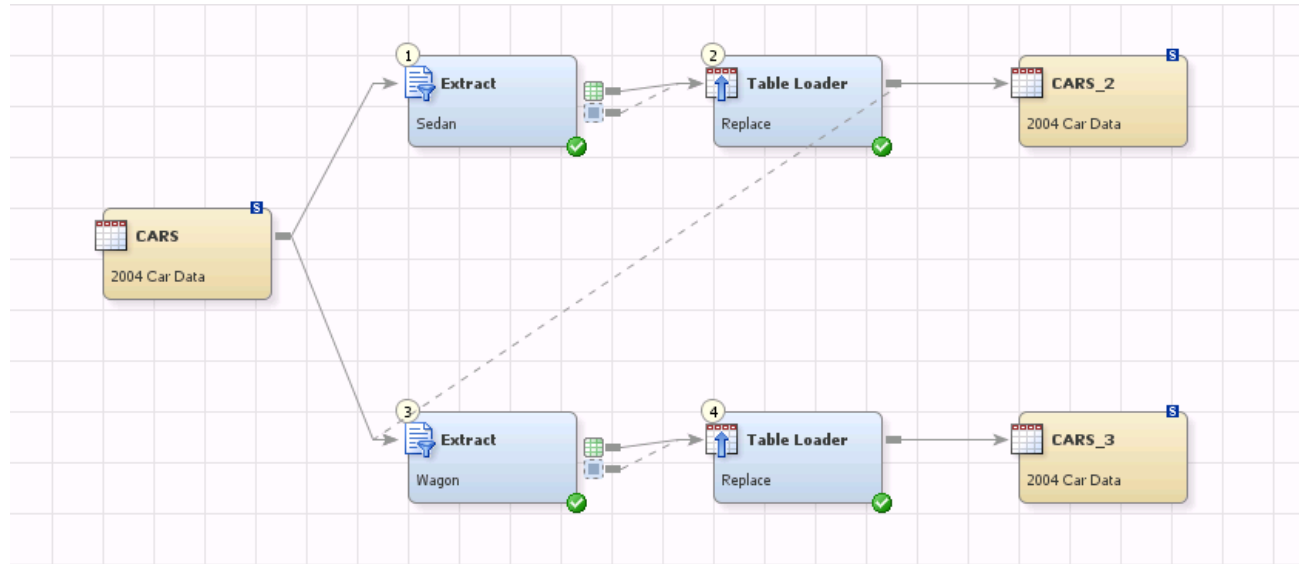 1
Extract
Sedan
2
Table Loader
Replace
S
CARS_2
2004 Car Data
S
CARS
2004 Car Data
3
Extract
Wagon
4
Table Loader
Replace
S
CARS_3
2004 Car Data